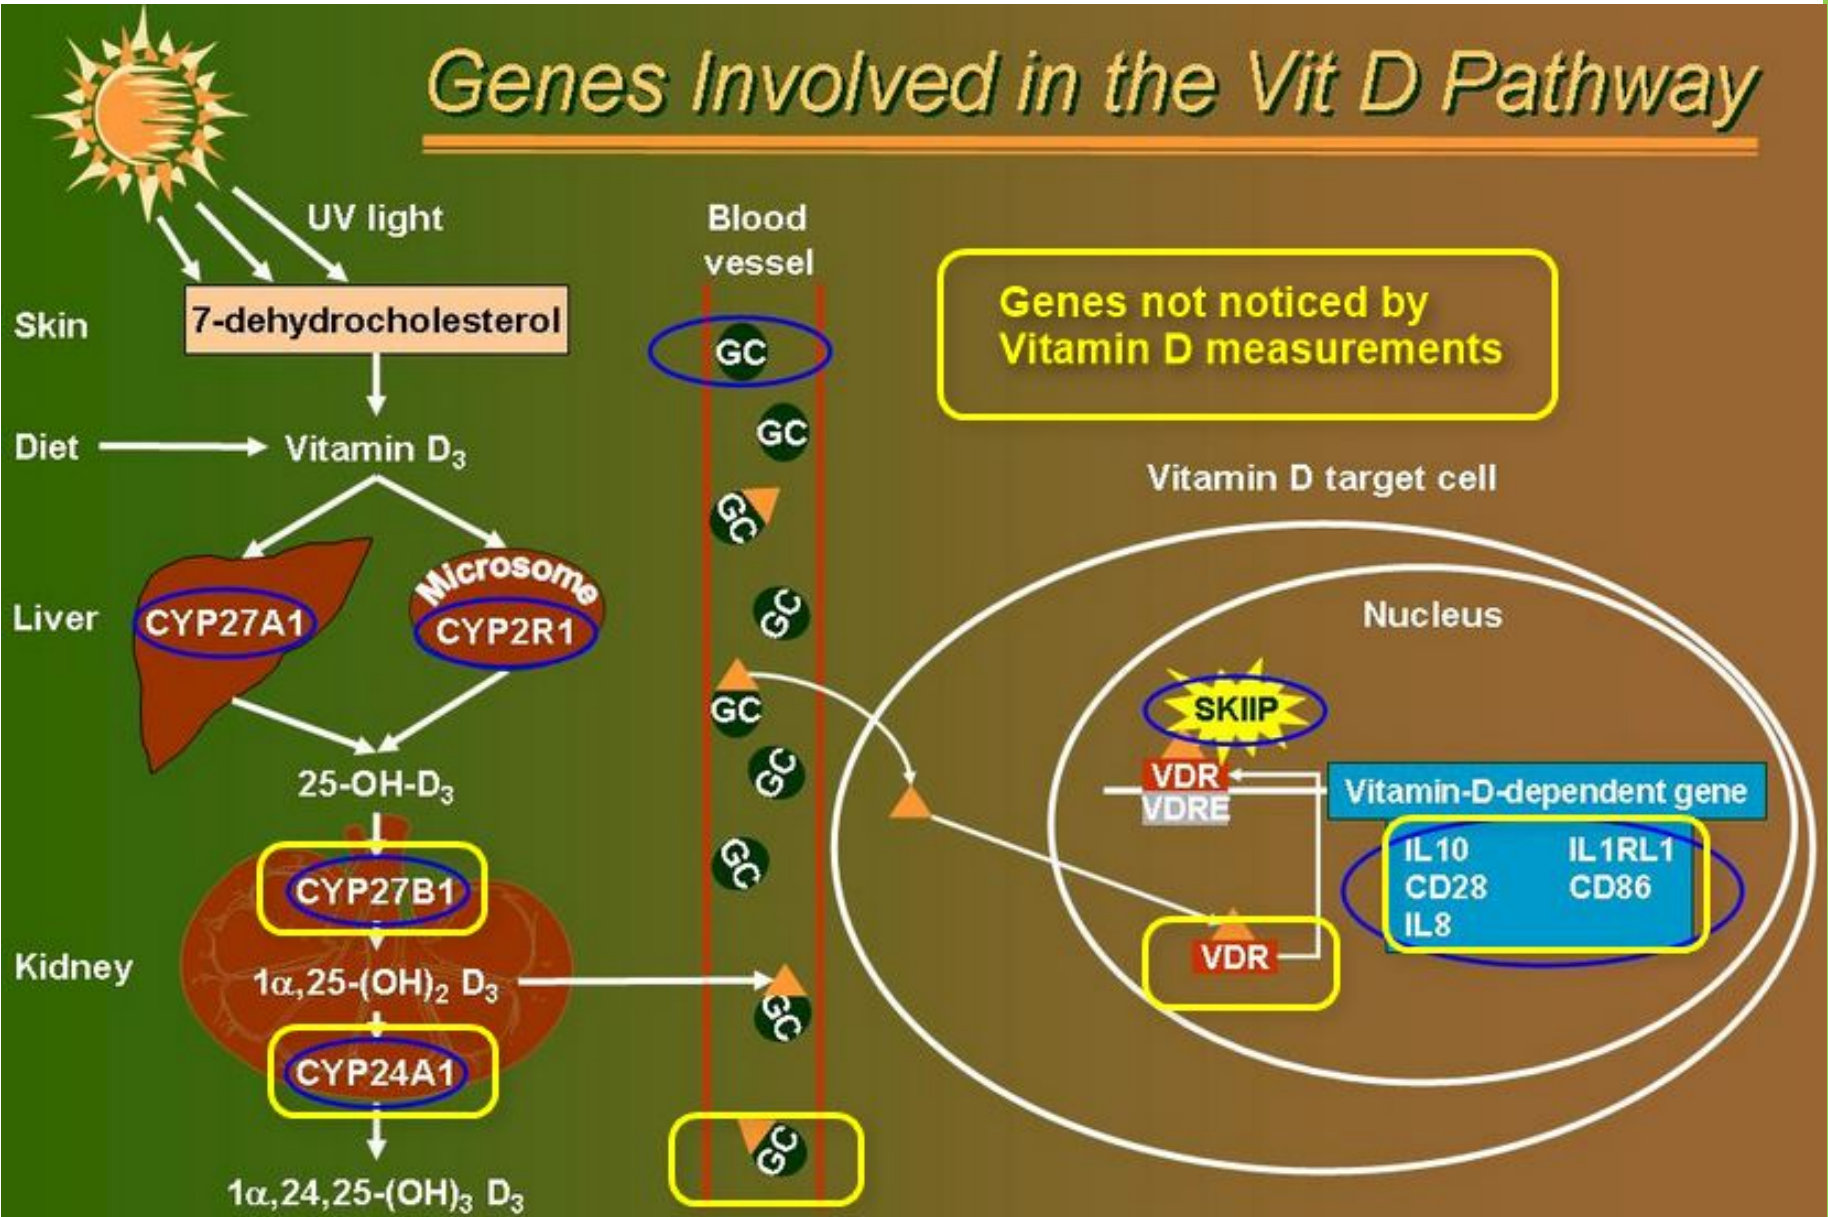 Genes Involved in the Vit D Pathway
UV light
Blood
vessel
Skin
7-dehydrocholesterol
Genes not noticed by
Vitamin D measurements
GC
GC
Diet
Vitamin D₃
Vitamin D target cell
GC
Liver
CYP27A1
Microsome
CYP2R1
GC
Nucleus
GC
SKIIP
25-OH-D₃
GC
VDR
VDRE
Vitamin-D-dependent gene
IL10 IL1RL1
CD28 CD86
IL8
GC
CYP27B1
VDR
Kidney
1α,25-(OH)₂ D₃
GC
CYP24A1
GC
1α,24,25-(OH)₃ D₃